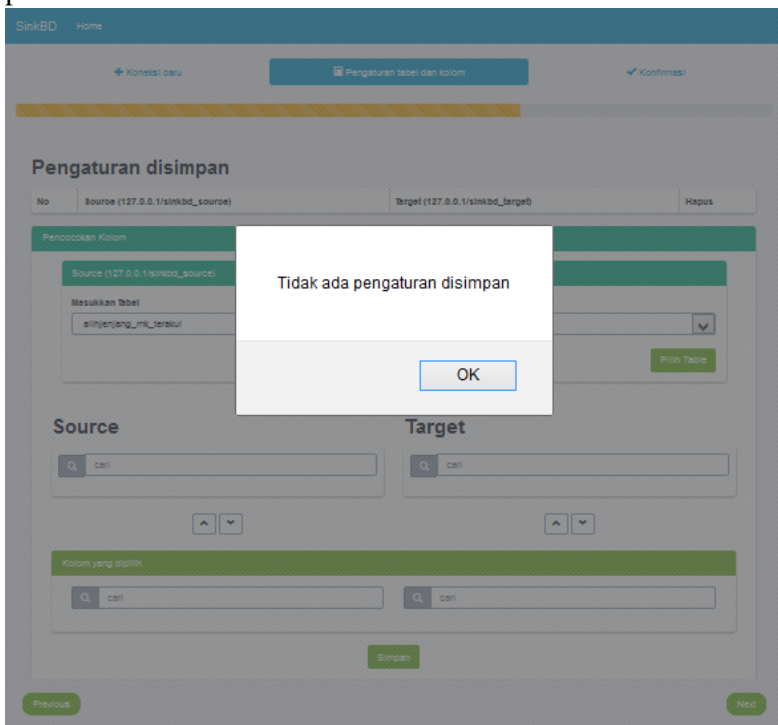 SinkBD Home
Koneksi baru Pengaturan tabel dan kolom Konfirmasi
Pengaturan disimpan
No Source (127.0.0.1/sinkbd_source) Target (127.0.0.1/sinkbd_target) Hapus
Pencocokan Kolom
Source (127.0.0.1/sinkbd_source)
Masukkan Tabel
alihjenjang_mk_terakui
Pilih Table
Tidak ada pengaturan disimpan
OK
Source Target
cari cari
Kolom yang dipilih
cari cari
Simpan
Previous Next